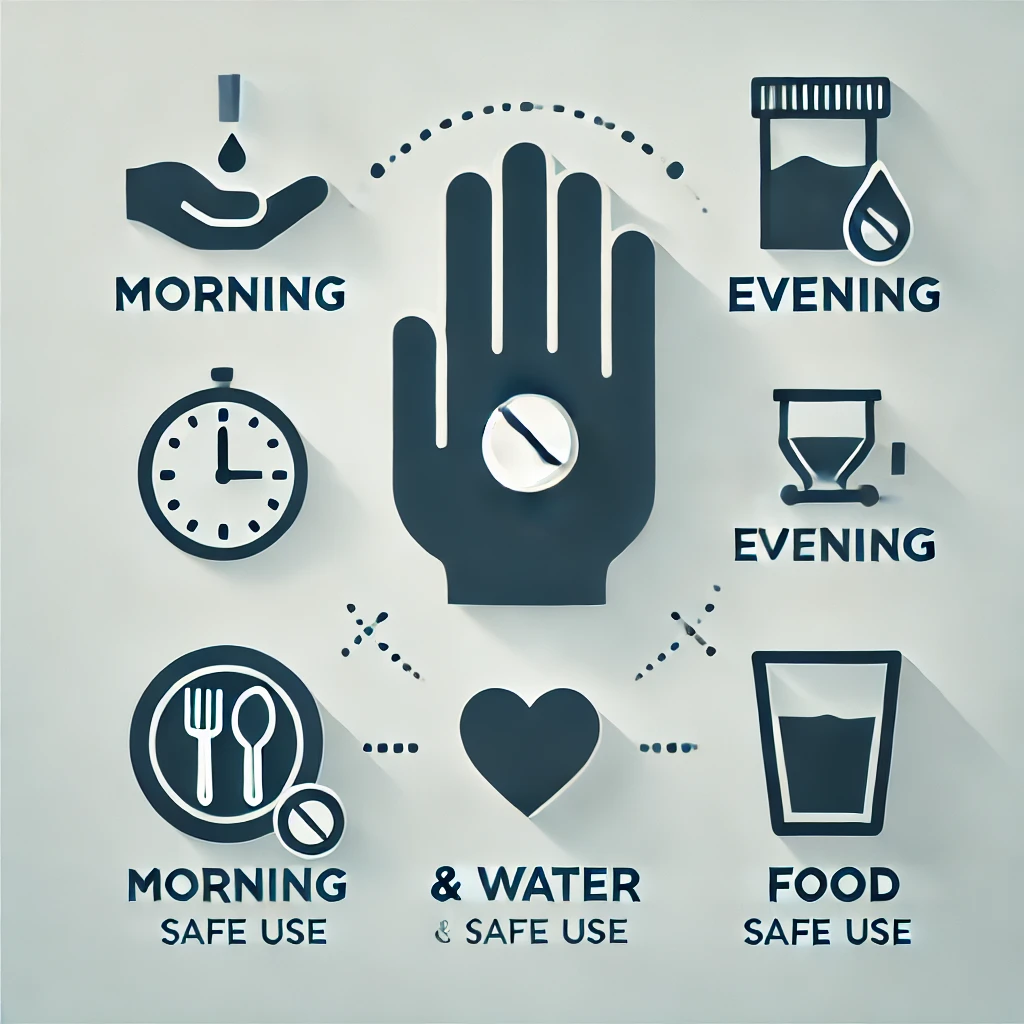 MORNING
EVENING
EVENING
MORNING
SAFE USE
& WATER
& SAFE USE
FOOD
SAFE USE